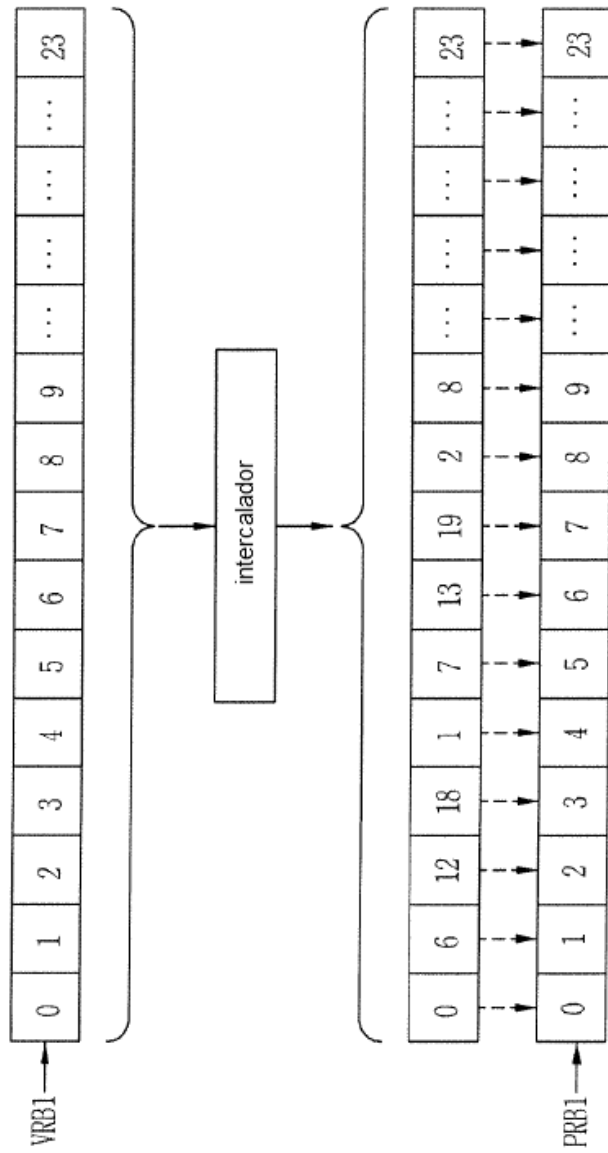 VRB1 0 1 2 3 4 5 6 7 8 9 ... ... ... ... 23
intercalador
0 6 12 18 1 7 13 19 2 8 ... ... ... ... 23
PRB1 0 1 2 3 4 5 6 7 8 9 ... ... ... ... 23